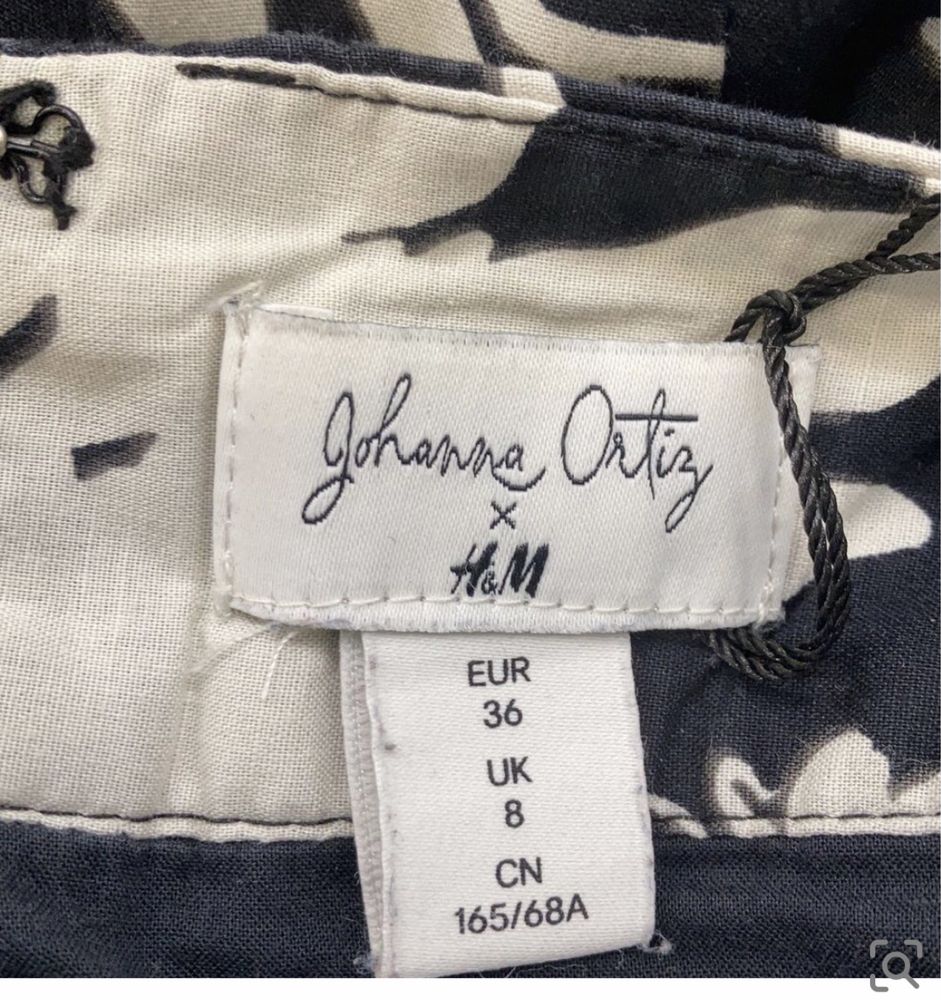 Johanna Ortiz
×
H&M
EUR
36
UK
8
CN
165/68A